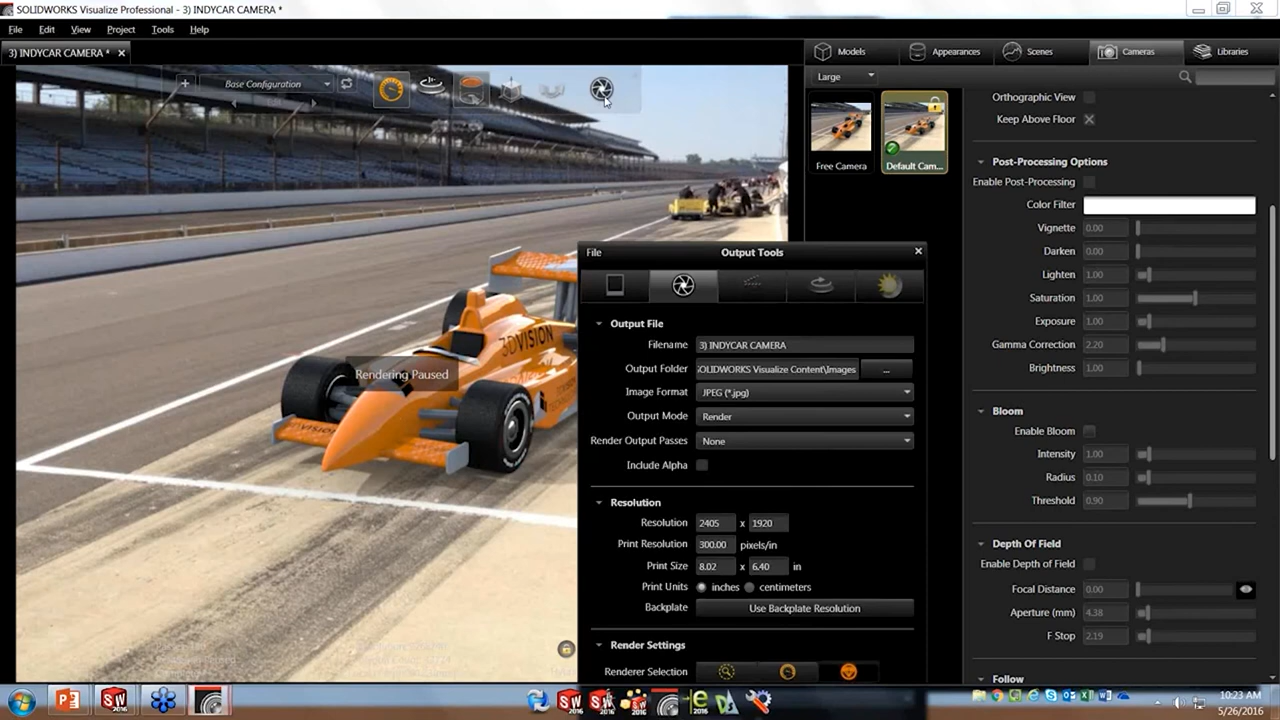 SOLIDWORKS Visualize Professional - 3) INDYCAR CAMERA *
File Edit View Project Tools Help
3) INDYCAR CAMERA *
Models Appearances Scenes Cameras Libraries
Base Configuration
Large
Free Camera
Default Cam...
Orthographic View
Keep Above Floor
Post-Processing Options
Enable Post-Processing
Color Filter
Vignette 0.00
Darken 0.00
Lighten 1.00
Saturation 1.00
Exposure 1.00
Gamma Correction 2.20
Brightness 1.00
Bloom
Enable Bloom
Intensity 1.00
Radius 0.10
Threshold 0.90
Depth Of Field
Enable Depth of Field
Focal Distance 0.00
Aperture (mm) 4.38
F Stop 2.19
Follow
3DVISION
Rendering Paused
File Output Tools
Output File
Filename 3) INDYCAR CAMERA
Output Folder SOLIDWORKS Visualize Content\Images ...
Image Format JPEG (*.jpg)
Output Mode Render
Render Output Passes None
Include Alpha
Resolution
Resolution 2405 x 1920
Print Resolution 300.00 pixels/in
Print Size 8.02 x 6.40 in
Print Units inches centimeters
Backplate Use Backplate Resolution
Render Settings
Renderer Selection
10:23 AM
5/26/2016